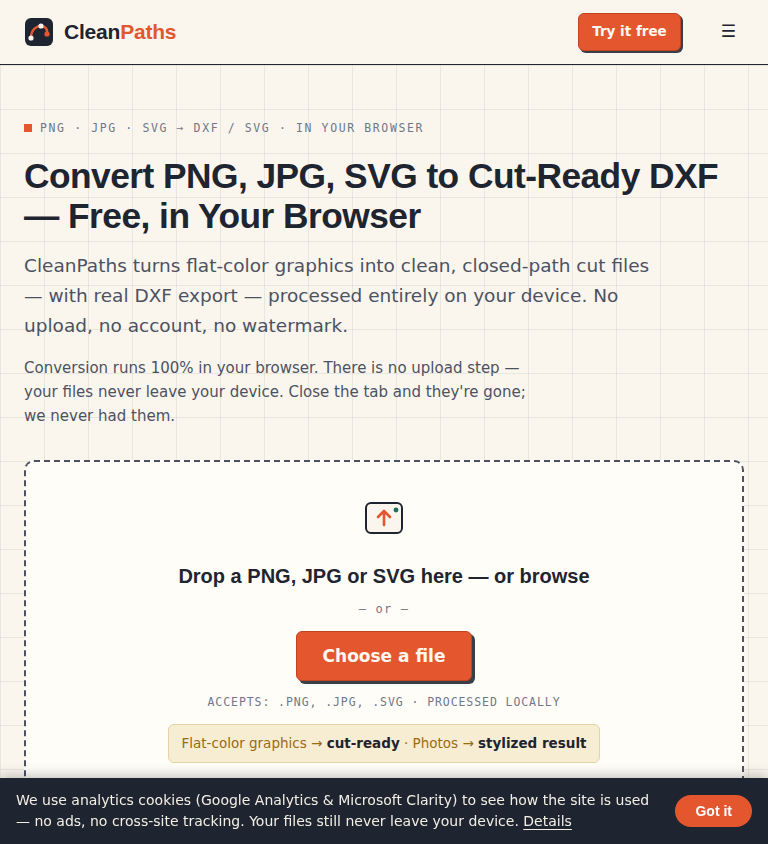 CleanPaths
Try it free
☰
PNG · JPG · SVG → DXF / SVG · IN YOUR BROWSER
Convert PNG, JPG, SVG to Cut-Ready DXF
— Free, in Your Browser
CleanPaths turns flat-color graphics into clean, closed-path cut files
— with real DXF export — processed entirely on your device. No
upload, no account, no watermark.
Conversion runs 100% in your browser. There is no upload step —
your files never leave your device. Close the tab and they're gone;
we never had them.
Drop a PNG, JPG or SVG here — or browse
— or —
Choose a file
ACCEPTS: .PNG, .JPG, .SVG · PROCESSED LOCALLY
Flat-color graphics → cut-ready · Photos → stylized result
We use analytics cookies (Google Analytics & Microsoft Clarity) to see how the site is used
— no ads, no cross-site tracking. Your files still never leave your device. Details
Got it